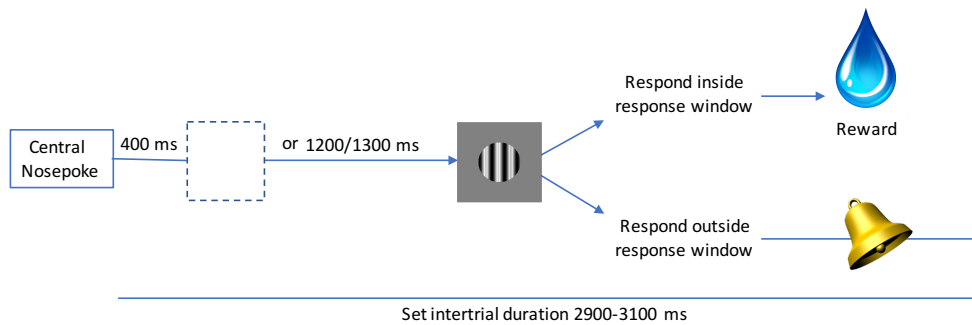 Central
Nosepoke
400 ms
or 1200/1300 ms
Respond inside
response window
Reward
Respond outside
response window
Set intertrial duration 2900-3100 ms